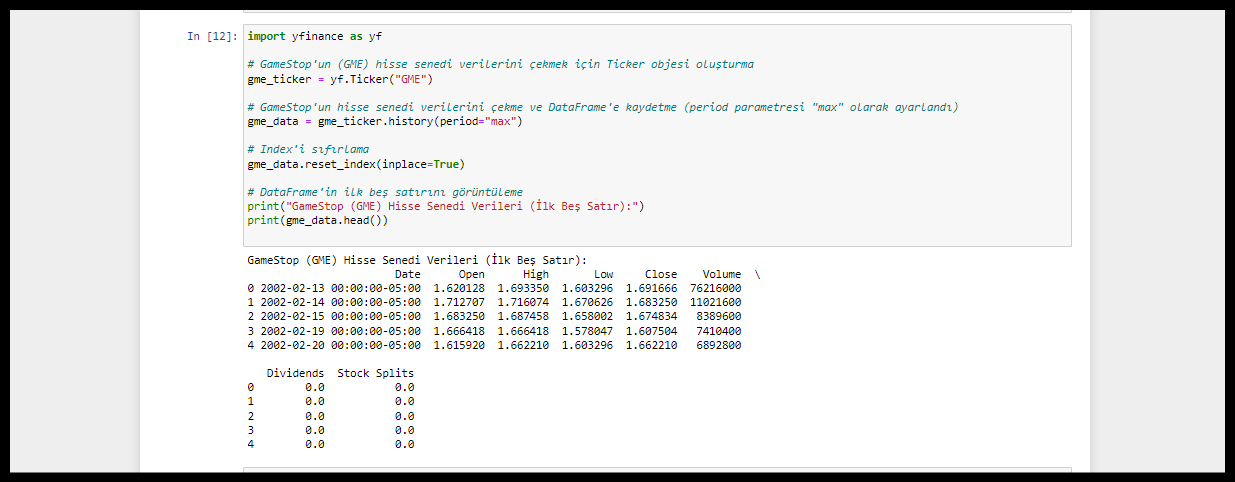 In [12]: import yfinance as yf
# GameStop'un (GME) hisse senedi verilerini çekmek için Ticker objesi oluşturma
gme_ticker = yf.Ticker("GME")
# GameStop'un hisse senedi verilerini çekme ve DataFrame'e kaydetme (period parametresi "max" olarak ayarlandı)
gme_data = gme_ticker.history(period="max")
# Index'i sıfırlama
gme_data.reset_index(inplace=True)
# DataFrame'in ilk beş satırını görüntüleme
print("GameStop (GME) Hisse Senedi Verileri (İlk Beş Satır):")
print(gme_data.head())
GameStop (GME) Hisse Senedi Verileri (İlk Beş Satır):
Date Open High Low Close Volume \
0 2002-02-13 00:00:00-05:00 1.620128 1.693350 1.603296 1.691666 76216000
1 2002-02-14 00:00:00-05:00 1.712707 1.716074 1.670626 1.683250 11021600
2 2002-02-15 00:00:00-05:00 1.683250 1.687458 1.658002 1.674834 8389600
3 2002-02-19 00:00:00-05:00 1.666418 1.666418 1.578047 1.607504 7410400
4 2002-02-20 00:00:00-05:00 1.615920 1.662210 1.603296 1.662210 6892800
Dividends Stock Splits
0 0.0 0.0
1 0.0 0.0
2 0.0 0.0
3 0.0 0.0
4 0.0 0.0